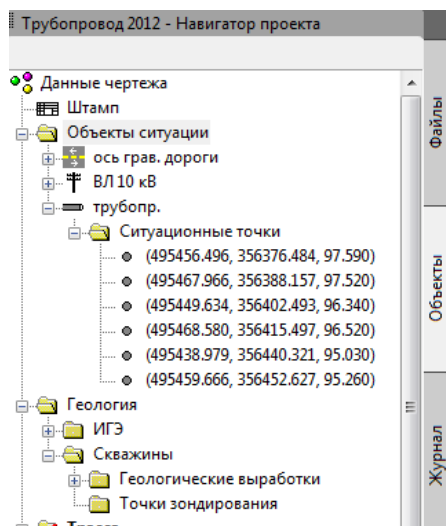 Трубопровод 2012 - Навигатор проекта
Данные чертежа
Штамп
Объекты ситуации
ось грав. дороги
ВЛ 10 кВ
трубопр.
Ситуационные точки
(495456.496, 356376.484, 97.590)
(495467.966, 356388.157, 97.520)
(495449.634, 356402.493, 96.340)
(495468.580, 356415.497, 96.520)
(495438.979, 356440.321, 95.030)
(495459.666, 356452.627, 95.260)
Геология
ИГЭ
Скважины
Геологические выработки
Точки зондирования
Файлы
Объекты
Журнал